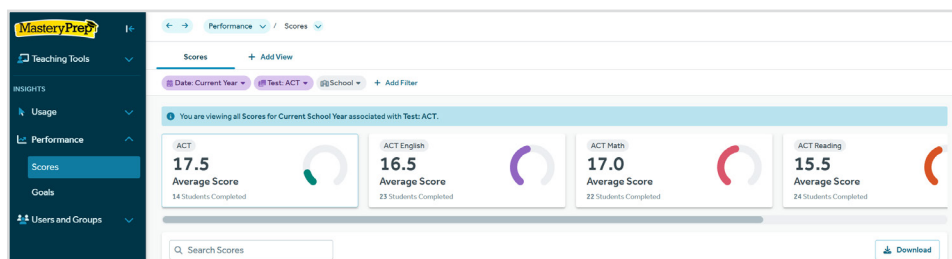 MasteryPrep
Performance / Scores
Teaching Tools
INSIGHTS
Usage
Performance
Scores
Goals
Users and Groups
Scores + Add View
Date: Current Year Test: ACT School + Add Filter
You are viewing all Scores for Current School Year associated with Test: ACT.
ACT
17.5
Average Score
14 Students Completed
ACT English
16.5
Average Score
23 Students Completed
ACT Math
17.0
Average Score
22 Students Completed
ACT Reading
15.5
Average Score
24 Students Completed
Search Scores
Download